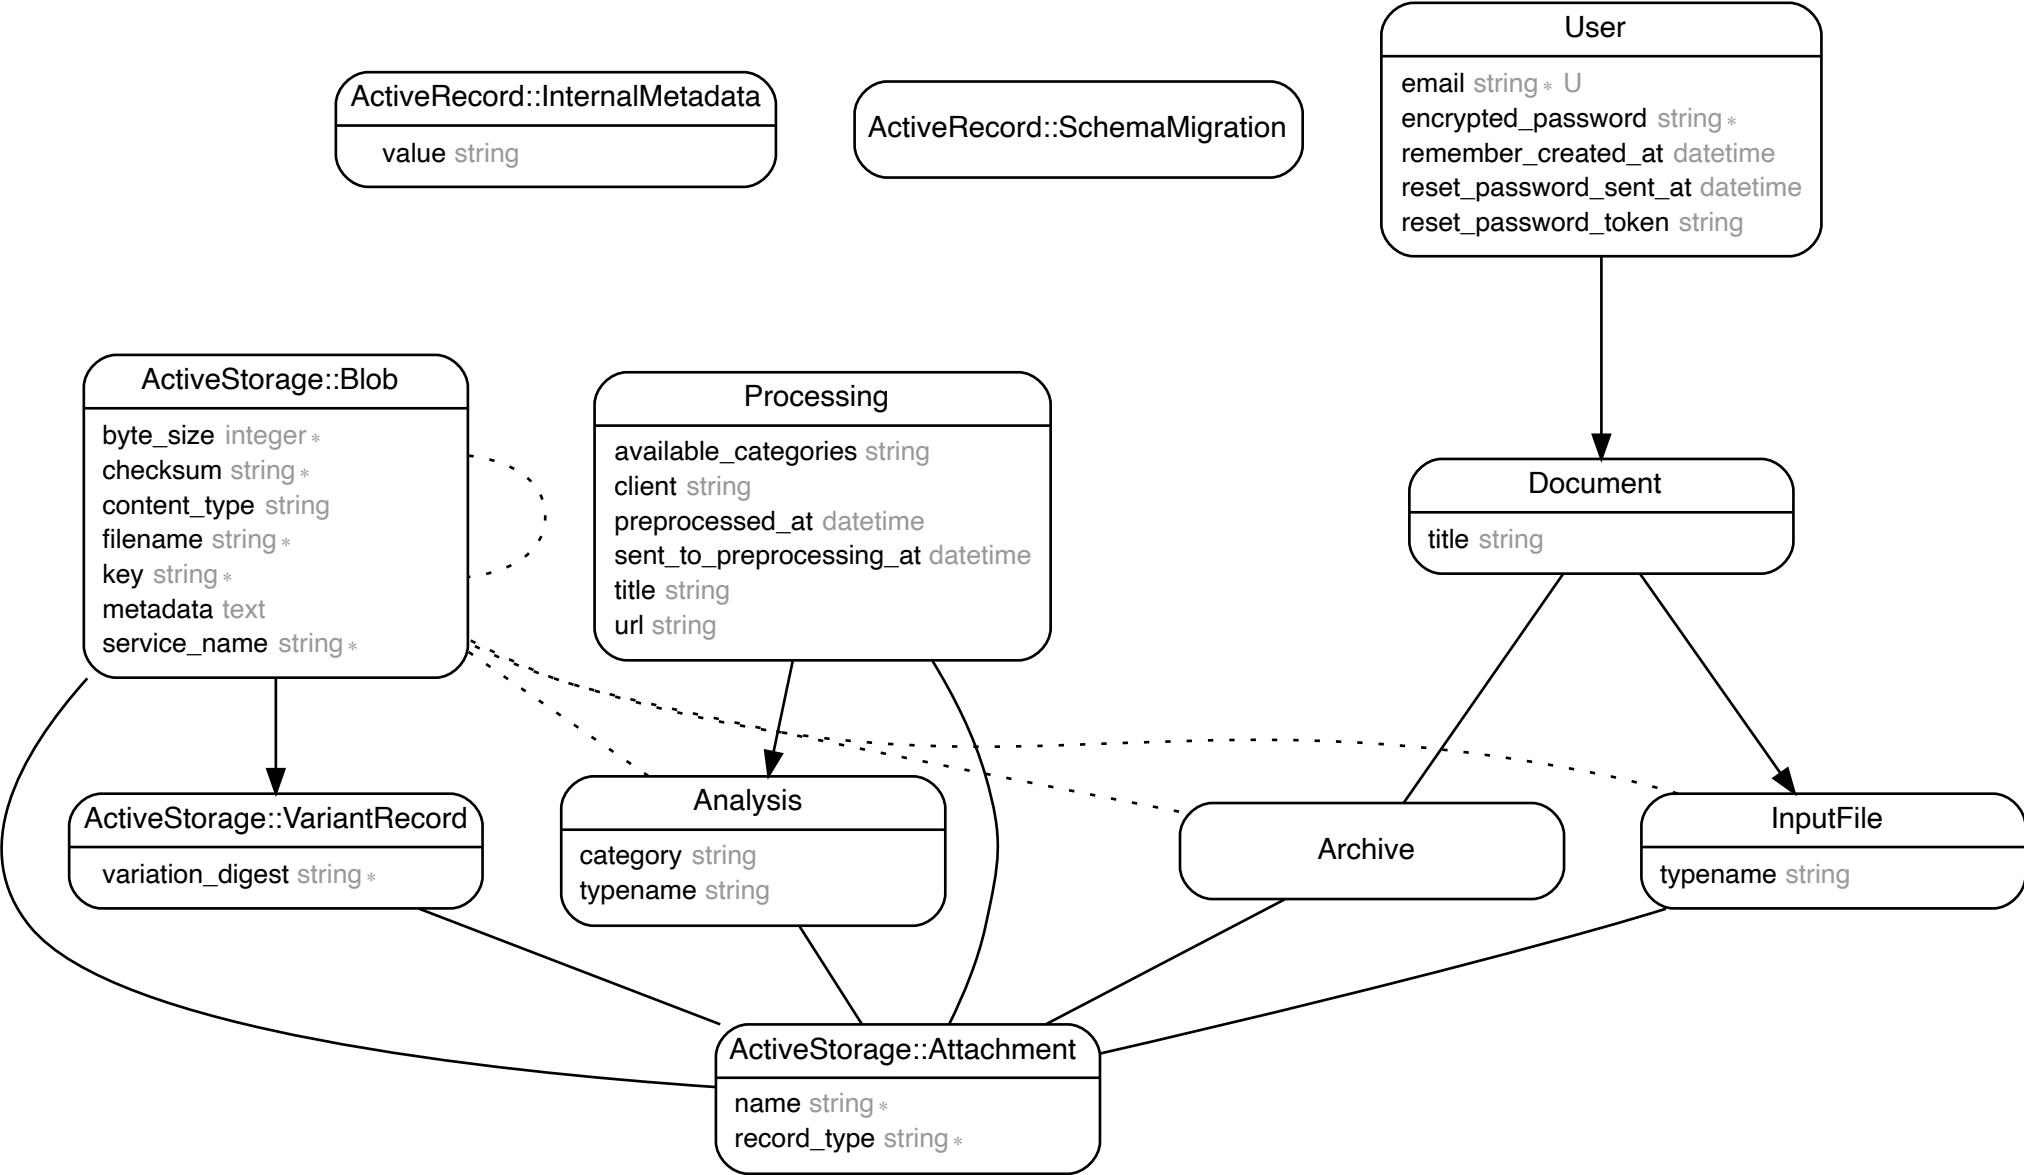 User
email string* U
encrypted_password string*
remember_created_at datetime
reset_password_sent_at datetime
reset_password_token string
ActiveRecord::InternalMetadata
value string
ActiveRecord::SchemaMigration
ActiveStorage::Blob
byte_size integer*
checksum string*
content_type string
filename string*
key string*
metadata text
service_name string*
Processing
available_categories string
client string
preprocessed_at datetime
sent_to_preprocessing_at datetime
title string
url string
Document
title string
ActiveStorage::VariantRecord
variation_digest string*
Analysis
category string
typename string
Archive
InputFile
typename string
ActiveStorage::Attachment
name string*
record_type string*